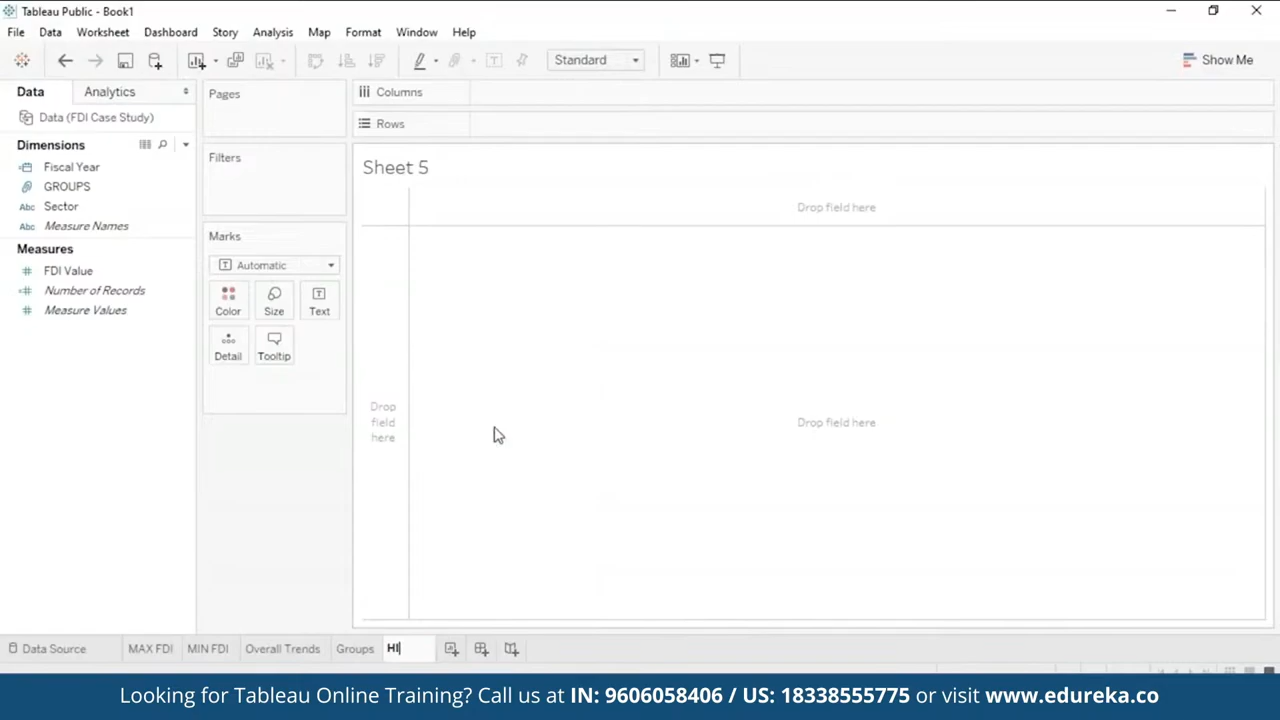 Tableau Public - Book1
File Data Worksheet Dashboard Story Analysis Map Format Window Help
Standard
Show Me
Data Analytics
Data (FDI Case Study)
Dimensions
Fiscal Year
GROUPS
Abc Sector
Abc Measure Names
Measures
FDI Value
Number of Records
Measure Values
Pages
Filters
Marks
T Automatic
Color Size Text
Detail Tooltip
Columns
Rows
Sheet 5
Drop field here
Drop
field
here
Drop field here
Data Source MAX FDI MIN FDI Overall Trends Groups HI
Looking for Tableau Online Training? Call us at IN: 9606058406 / US: 18338555775 or visit www.edureka.co